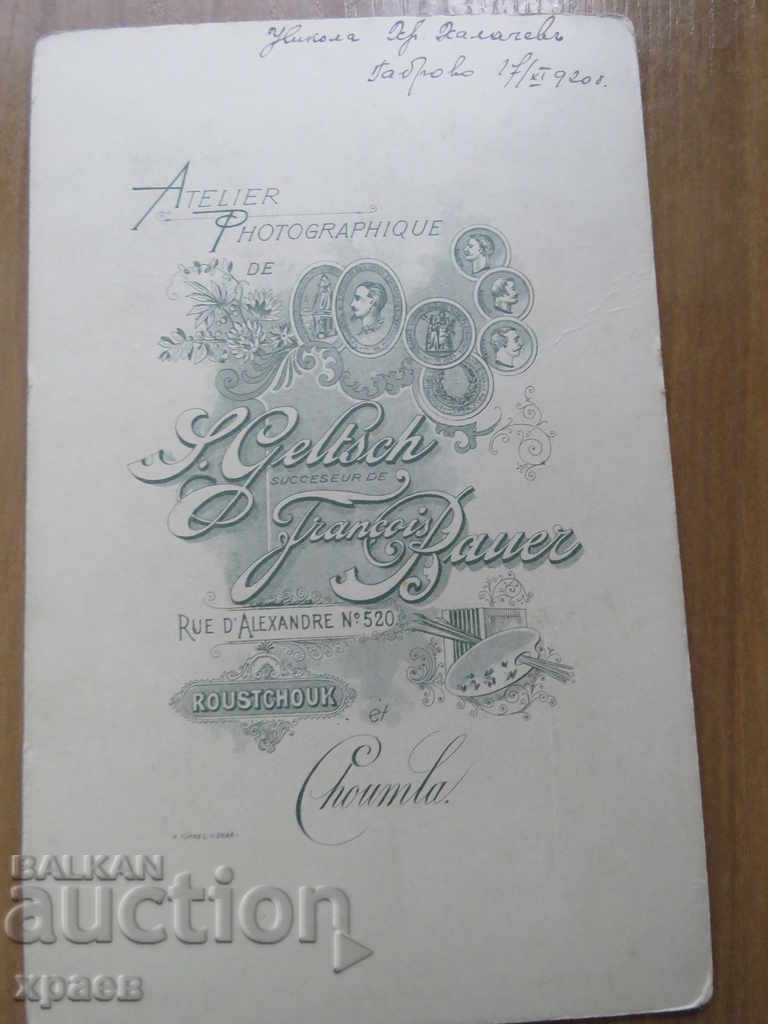 Никола Хр. Халачевъ
Габрово 17/XI 920 г.
ATELIER
PHOTOGRAPHIQUE
DE
S. Geltsch
SUCCESEUR DE
François Bauer
RUE D'ALEXANDRE Nº 520.
ROUSTCHOUK
et
Choumla.
BALKAN
auction
храев